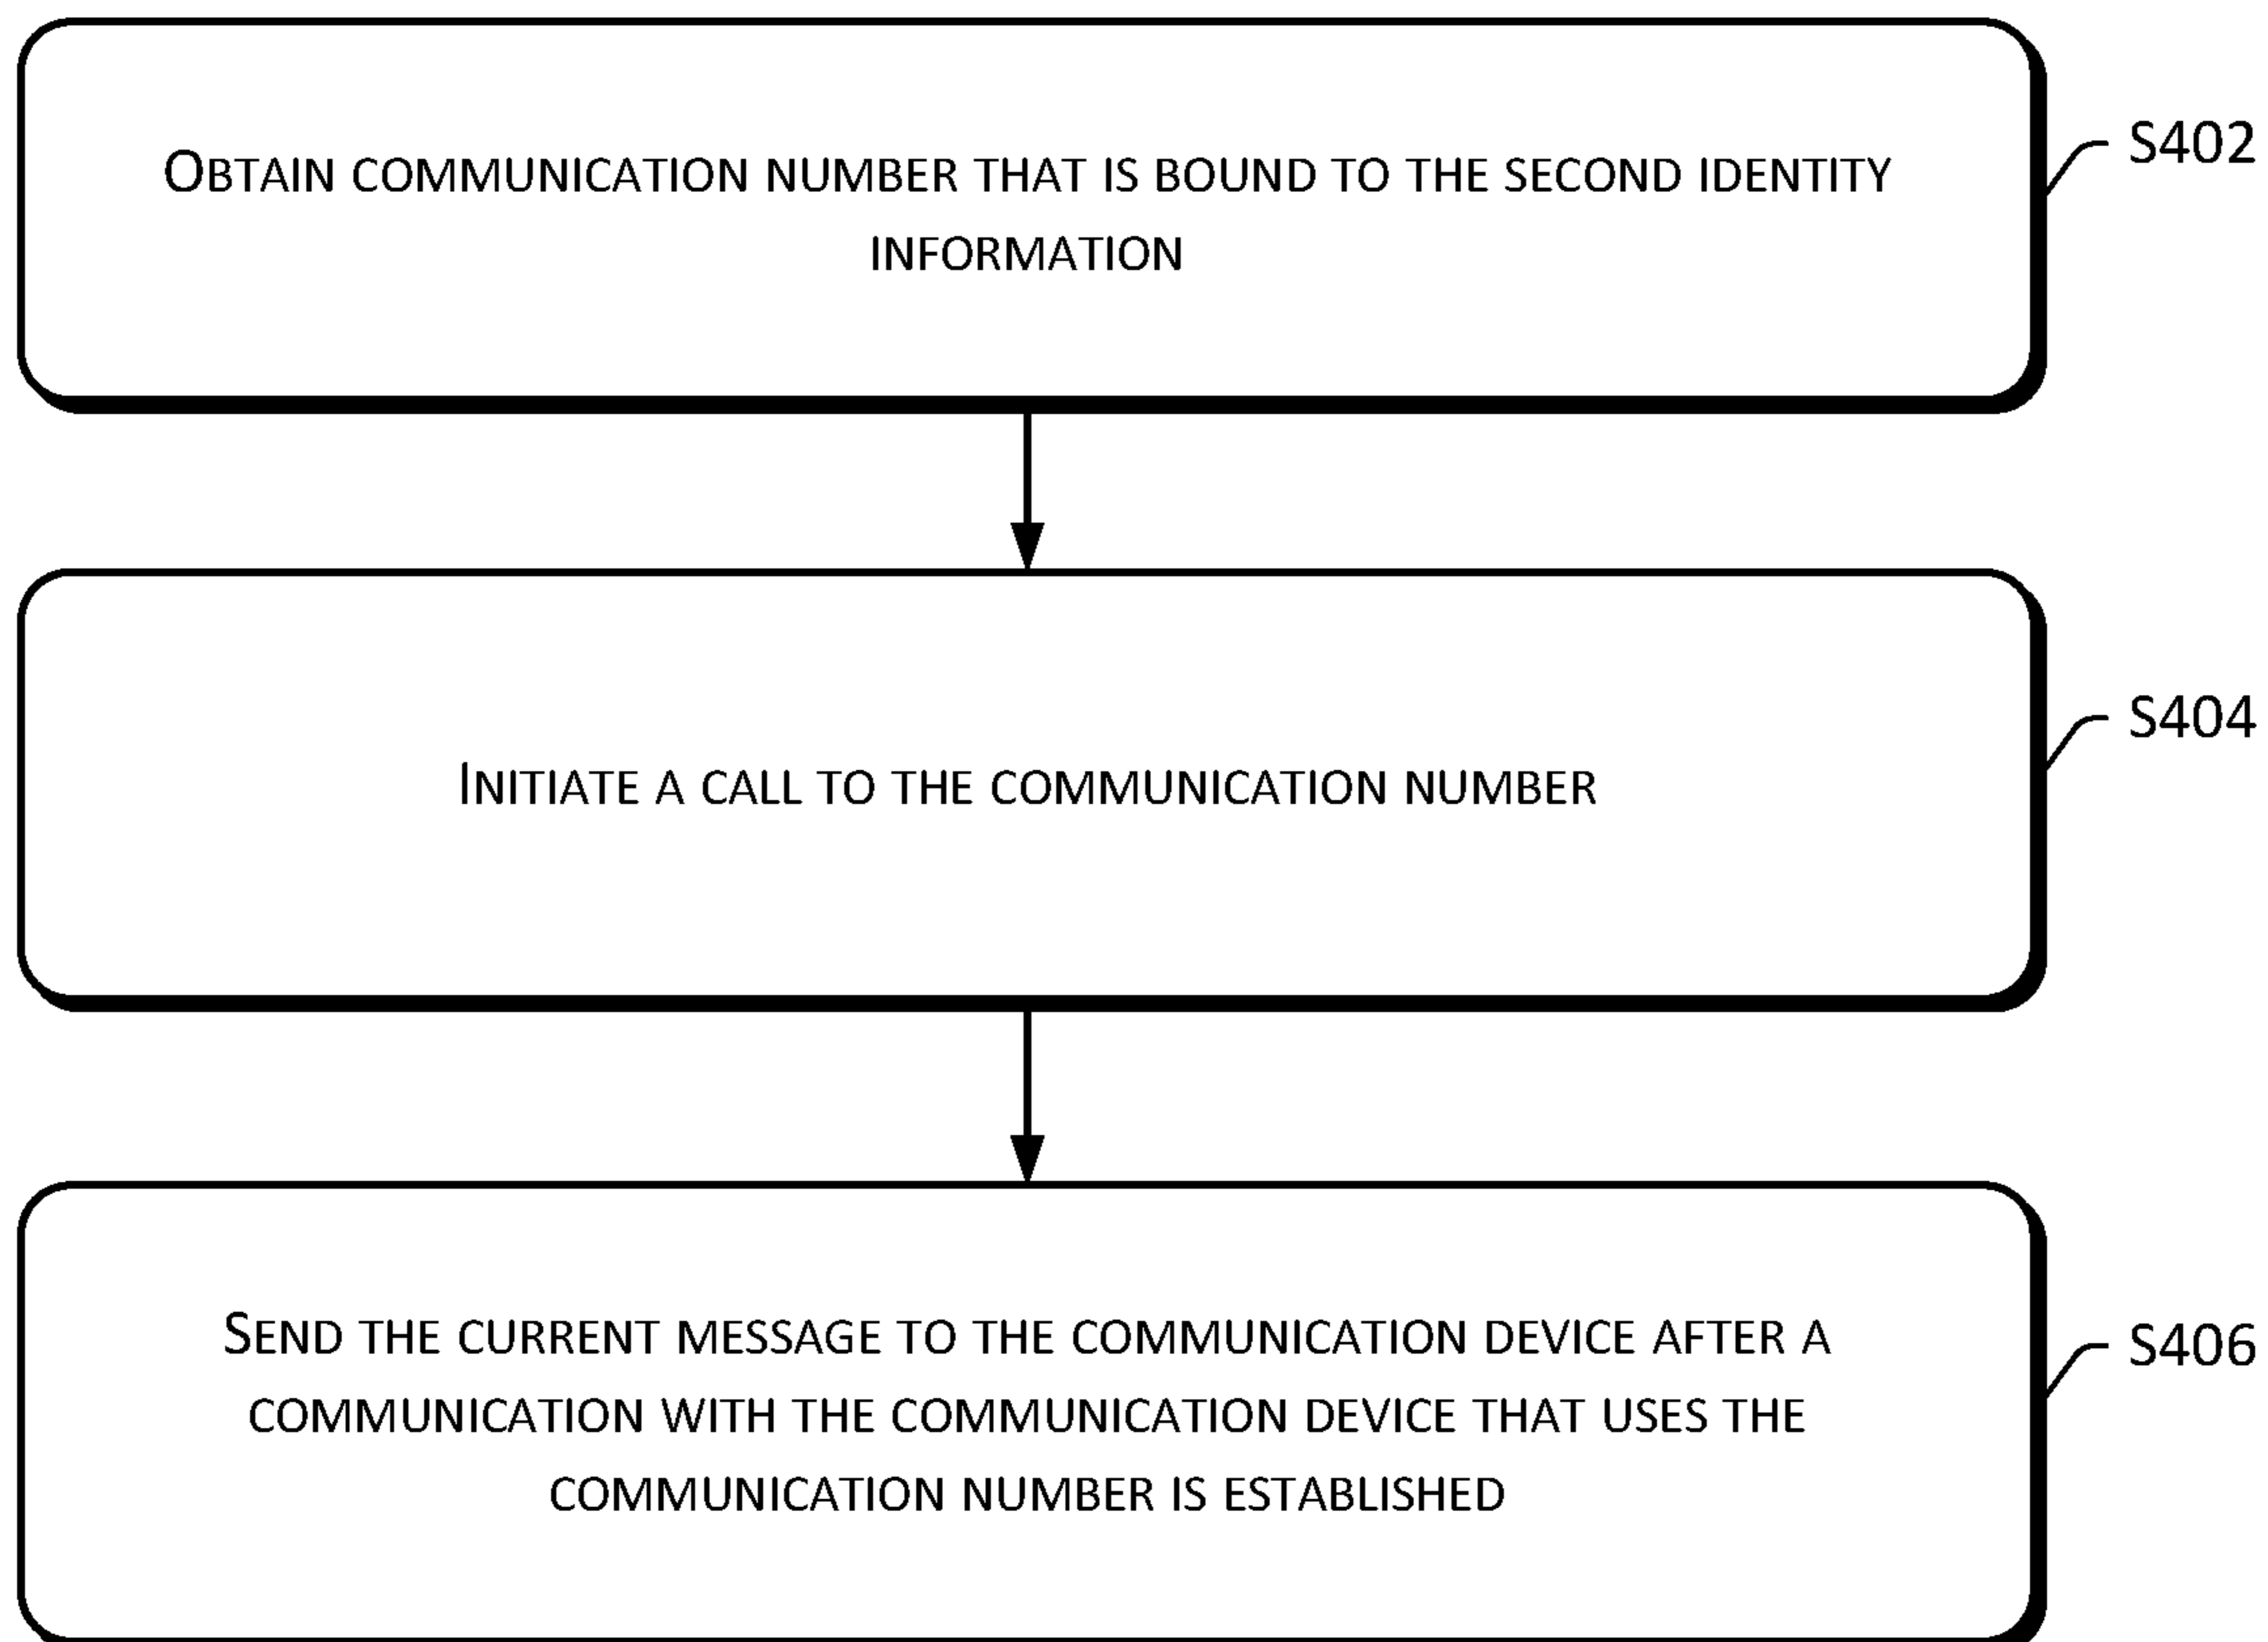 Obtain communication number that is bound to the second identity
information
S402
Initiate a call to the communication number
S404
Send the current message to the communication device after a
communication with the communication device that uses the
communication number is established
S406